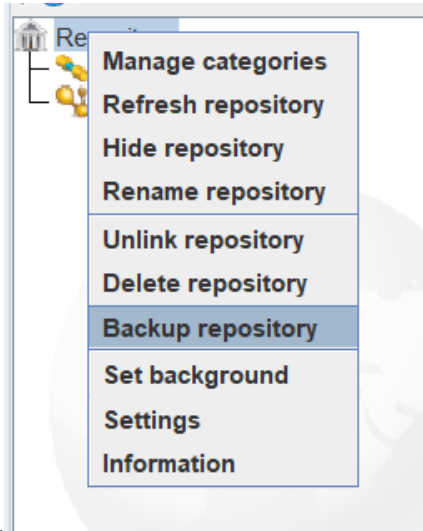 Manage categories
Refresh repository
Hide repository
Rename repository
Unlink repository
Delete repository
Backup repository
Set background
Settings
Information